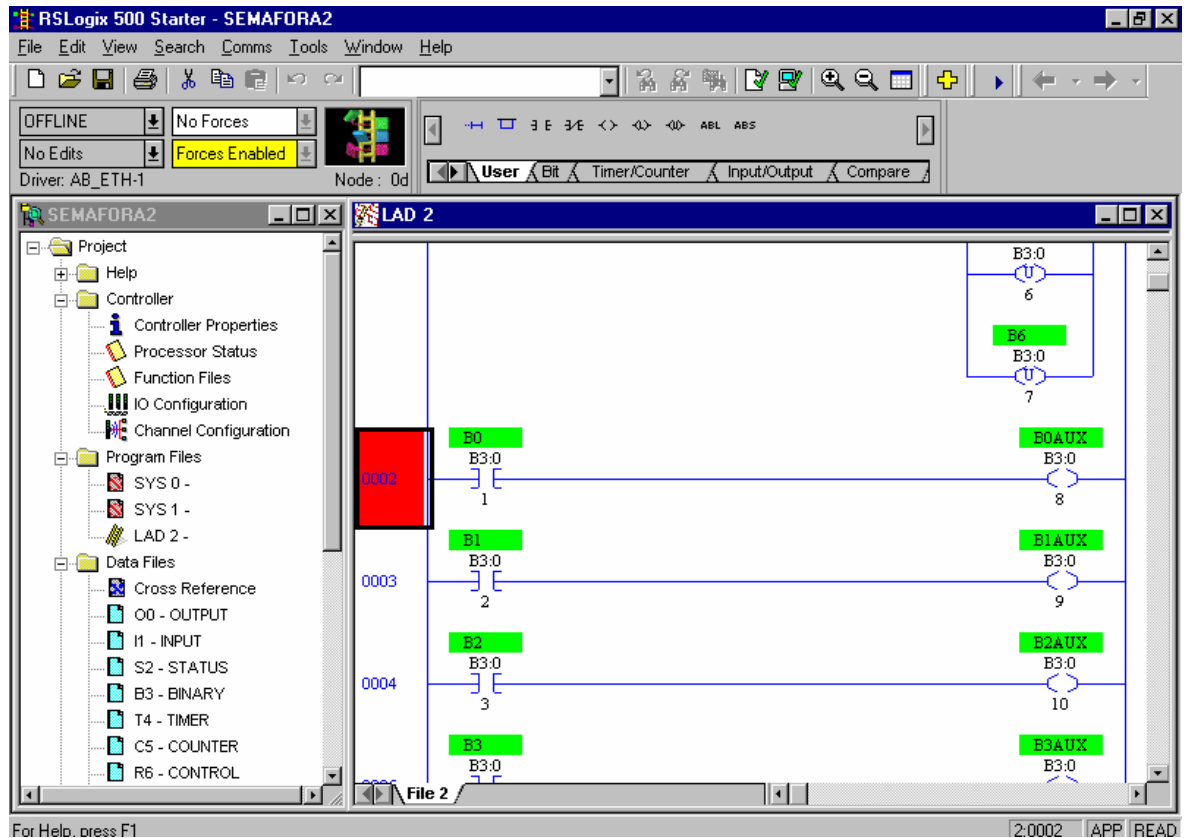 RSLogix 500 Starter - SEMAFORA2
File Edit View Search Comms Tools Window Help
OFFLINE No Forces
No Edits Forces Enabled
Driver: AB_ETH-1 Node : 0d
ABL ABS
User Bit Timer/Counter Input/Output Compare
SEMAFORA2
Project
Help
Controller
Controller Properties
Processor Status
Function Files
IO Configuration
Channel Configuration
Program Files
SYS 0 -
SYS 1 -
LAD 2 -
Data Files
Cross Reference
O0 - OUTPUT
I1 - INPUT
S2 - STATUS
B3 - BINARY
T4 - TIMER
C5 - COUNTER
R6 - CONTROL
LAD 2
B3:0
U
6
B6
B3:0
U
7
B0 B0AUX
B3:0 B3:0
0002
1 8
B1 B1AUX
B3:0 B3:0
0003
2 9
B2 B2AUX
B3:0 B3:0
0004
3 10
B3 B3AUX
B3:0 B3:0
File 2
For Help, press F1 2:0002 APP READ